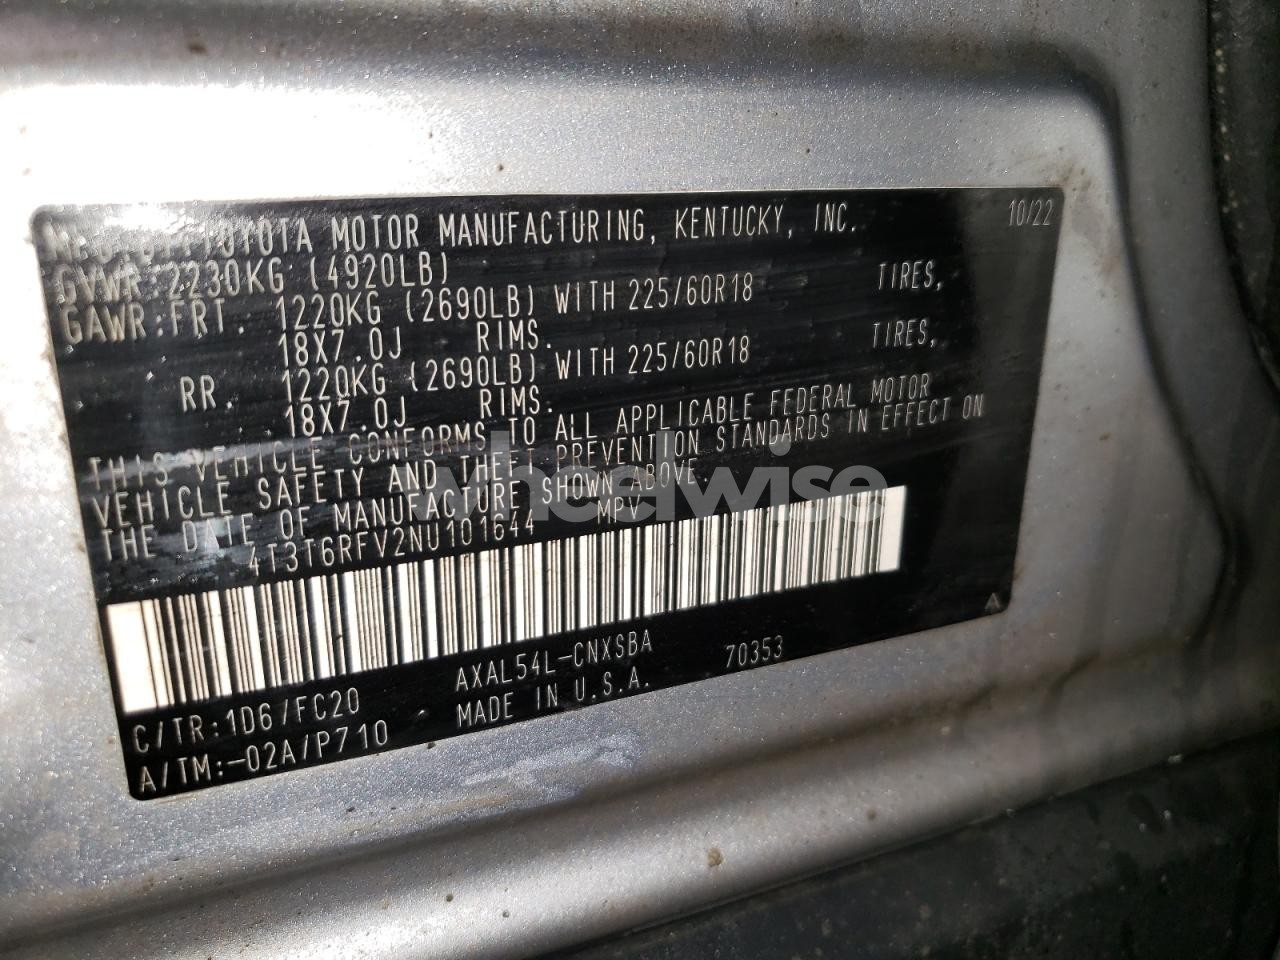 TOYOTA MOTOR MANUFACTURING, KENTUCKY, INC. 10/22
GVWR: 2230KG (4920LB)
GAWR: FRT. 1220KG (2690LB) WITH 225/60R18 TIRES,
18X7.0J RIMS.
RR. 1220KG (2690LB) WITH 225/60R18 TIRES,
18X7.0J RIMS.
THIS VEHICLE CONFORMS TO ALL APPLICABLE FEDERAL MOTOR
VEHICLE SAFETY AND THEFT PREVENTION STANDARDS IN EFFECT ON
THE DATE OF MANUFACTURE SHOWN ABOVE.
4T3T6RFV2NU101644 MPV
wheelwise
AXAL54L-CNXSBA 70353
C/TR:1D6/FC20
MADE IN U.S.A.
A/TM:-02A/P710